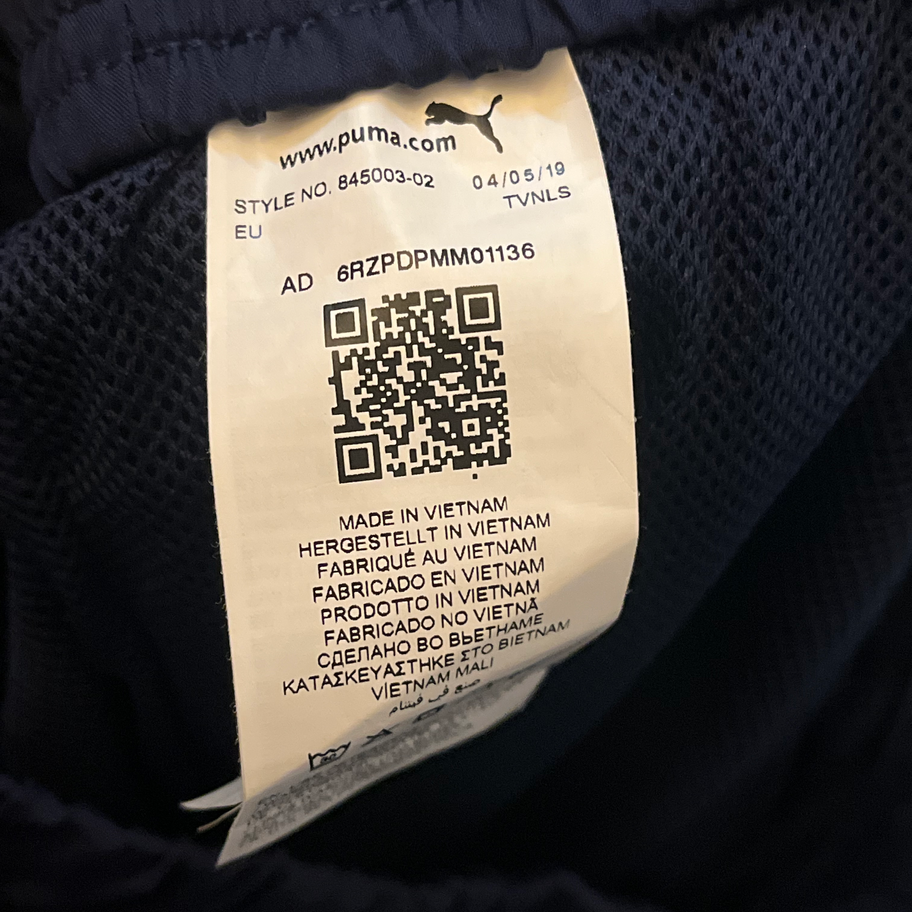 www.puma.com
STYLE NO. 845003-02 04/05/19
EU TVNLS
AD 6RZPDPMM01136
MADE IN VIETNAM
HERGESTELLT IN VIETNAM
FABRIQUÉ AU VIETNAM
FABRICADO EN VIETNAM
PRODOTTO IN VIETNAM
FABRICADO NO VIETNÃ
СДЕЛАНО ВО ВЬЕТНАМЕ
ΚΑΤΑΣΚΕΥΑΣΤΗΚΕ ΣΤΟ ΒΙΕΤΝΑΜ
VİETNAM MALI
صنع في فيتنام